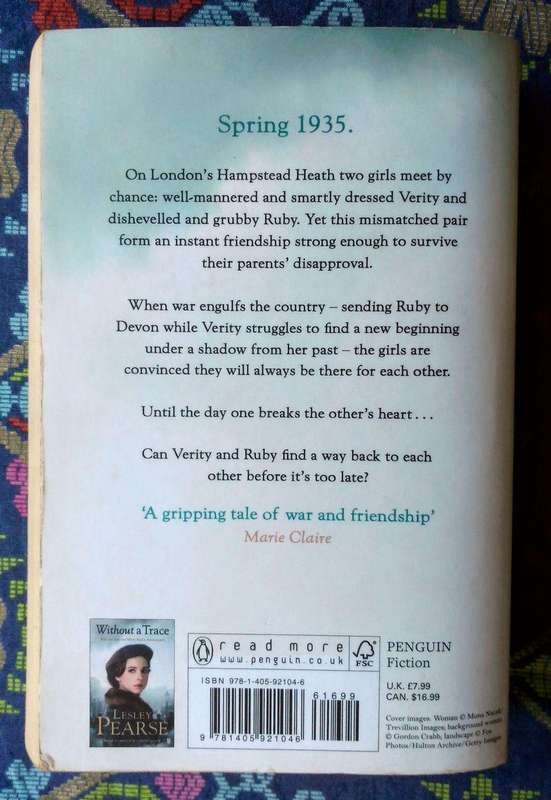 Spring 1935.
On London's Hampstead Heath two girls meet by
chance: well-mannered and smartly dressed Verity and
dishevelled and grubby Ruby. Yet this mismatched pair
form an instant friendship strong enough to survive
their parents' disapproval.
When war engulfs the country – sending Ruby to
Devon while Verity struggles to find a new beginning
under a shadow from her past – the girls are
convinced they will always be there for each other.
Until the day one breaks the other's heart . . .
Can Verity and Ruby find a way back to each
other before it's too late?
'A gripping tale of war and friendship'
Marie Claire
Without a Trace
LESLEY
PEARSE
read more
www.penguin.co.uk
FSC
PENGUIN
Fiction
U.K. £7.99
CAN. $16.99
ISBN 978-1-405-92104-6
61699
9 781405 921046
Cover images: Woman ©
Trevillion Images; background
© Gordon Crabb; landscape © Fox
Photos/Hulton Archive/Getty